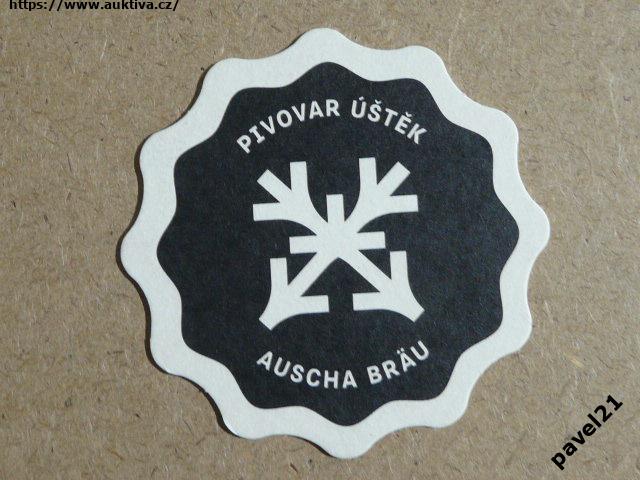 https://www.auktiva.cz/
PIVOVAR ÚŠTĚK
AUSCHA BRÄU
pavel21